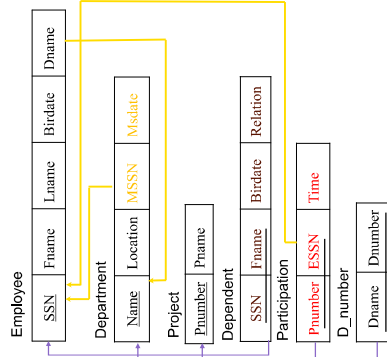 Employee
SSN Fname Lname Birdate Dname
Department
Name Location MSSN Msdate
Project
Pnumber Pname
Dependent
SSN Fname Birdate Relation
Participation
Pnumber ESSN Time
D_number
Dname Dnumber